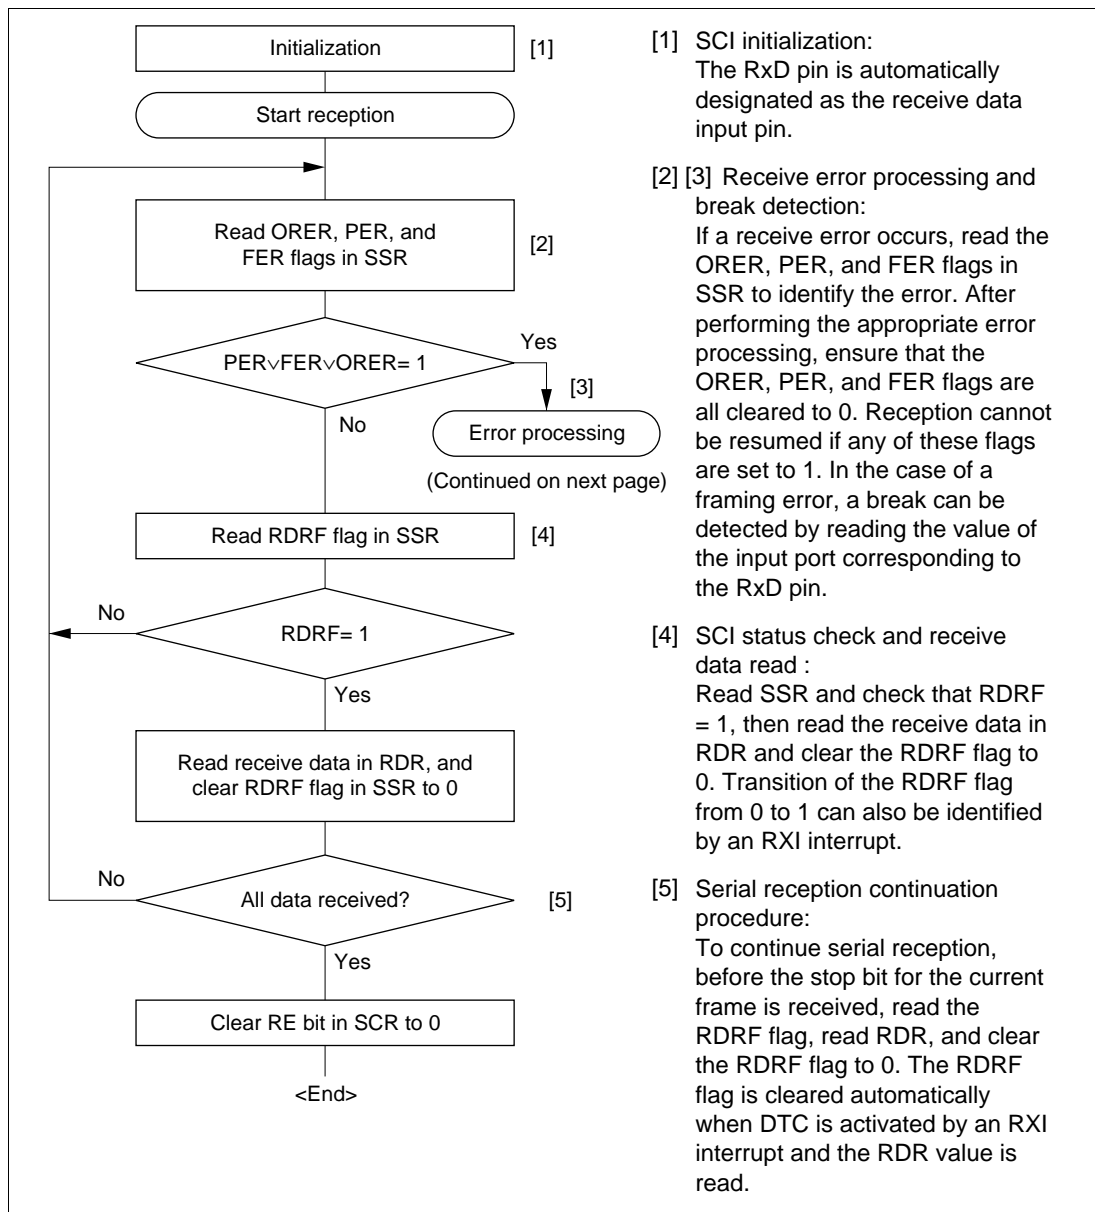 Initialization
[1]
Start reception
Read ORER, PER, and
FER flags in SSR
[2]
PER∨FER∨ORER= 1
Yes
No
[3]
Error processing
(Continued on next page)
Read RDRF flag in SSR
[4]
No
RDRF= 1
Yes
Read receive data in RDR, and
clear RDRF flag in SSR to 0
No
All data received?
[5]
Yes
Clear RE bit in SCR to 0
<End>
[1] SCI initialization:
The RxD pin is automatically
designated as the receive data
input pin.
[2] [3] Receive error processing and
break detection:
If a receive error occurs, read the
ORER, PER, and FER flags in
SSR to identify the error. After
performing the appropriate error
processing, ensure that the
ORER, PER, and FER flags are
all cleared to 0. Reception cannot
be resumed if any of these flags
are set to 1. In the case of a
framing error, a break can be
detected by reading the value of
the input port corresponding to
the RxD pin.
[4] SCI status check and receive
data read :
Read SSR and check that RDRF
= 1, then read the receive data in
RDR and clear the RDRF flag to
0. Transition of the RDRF flag
from 0 to 1 can also be identified
by an RXI interrupt.
[5] Serial reception continuation
procedure:
To continue serial reception,
before the stop bit for the current
frame is received, read the
RDRF flag, read RDR, and clear
the RDRF flag to 0. The RDRF
flag is cleared automatically
when DTC is activated by an RXI
interrupt and the RDR value is
read.